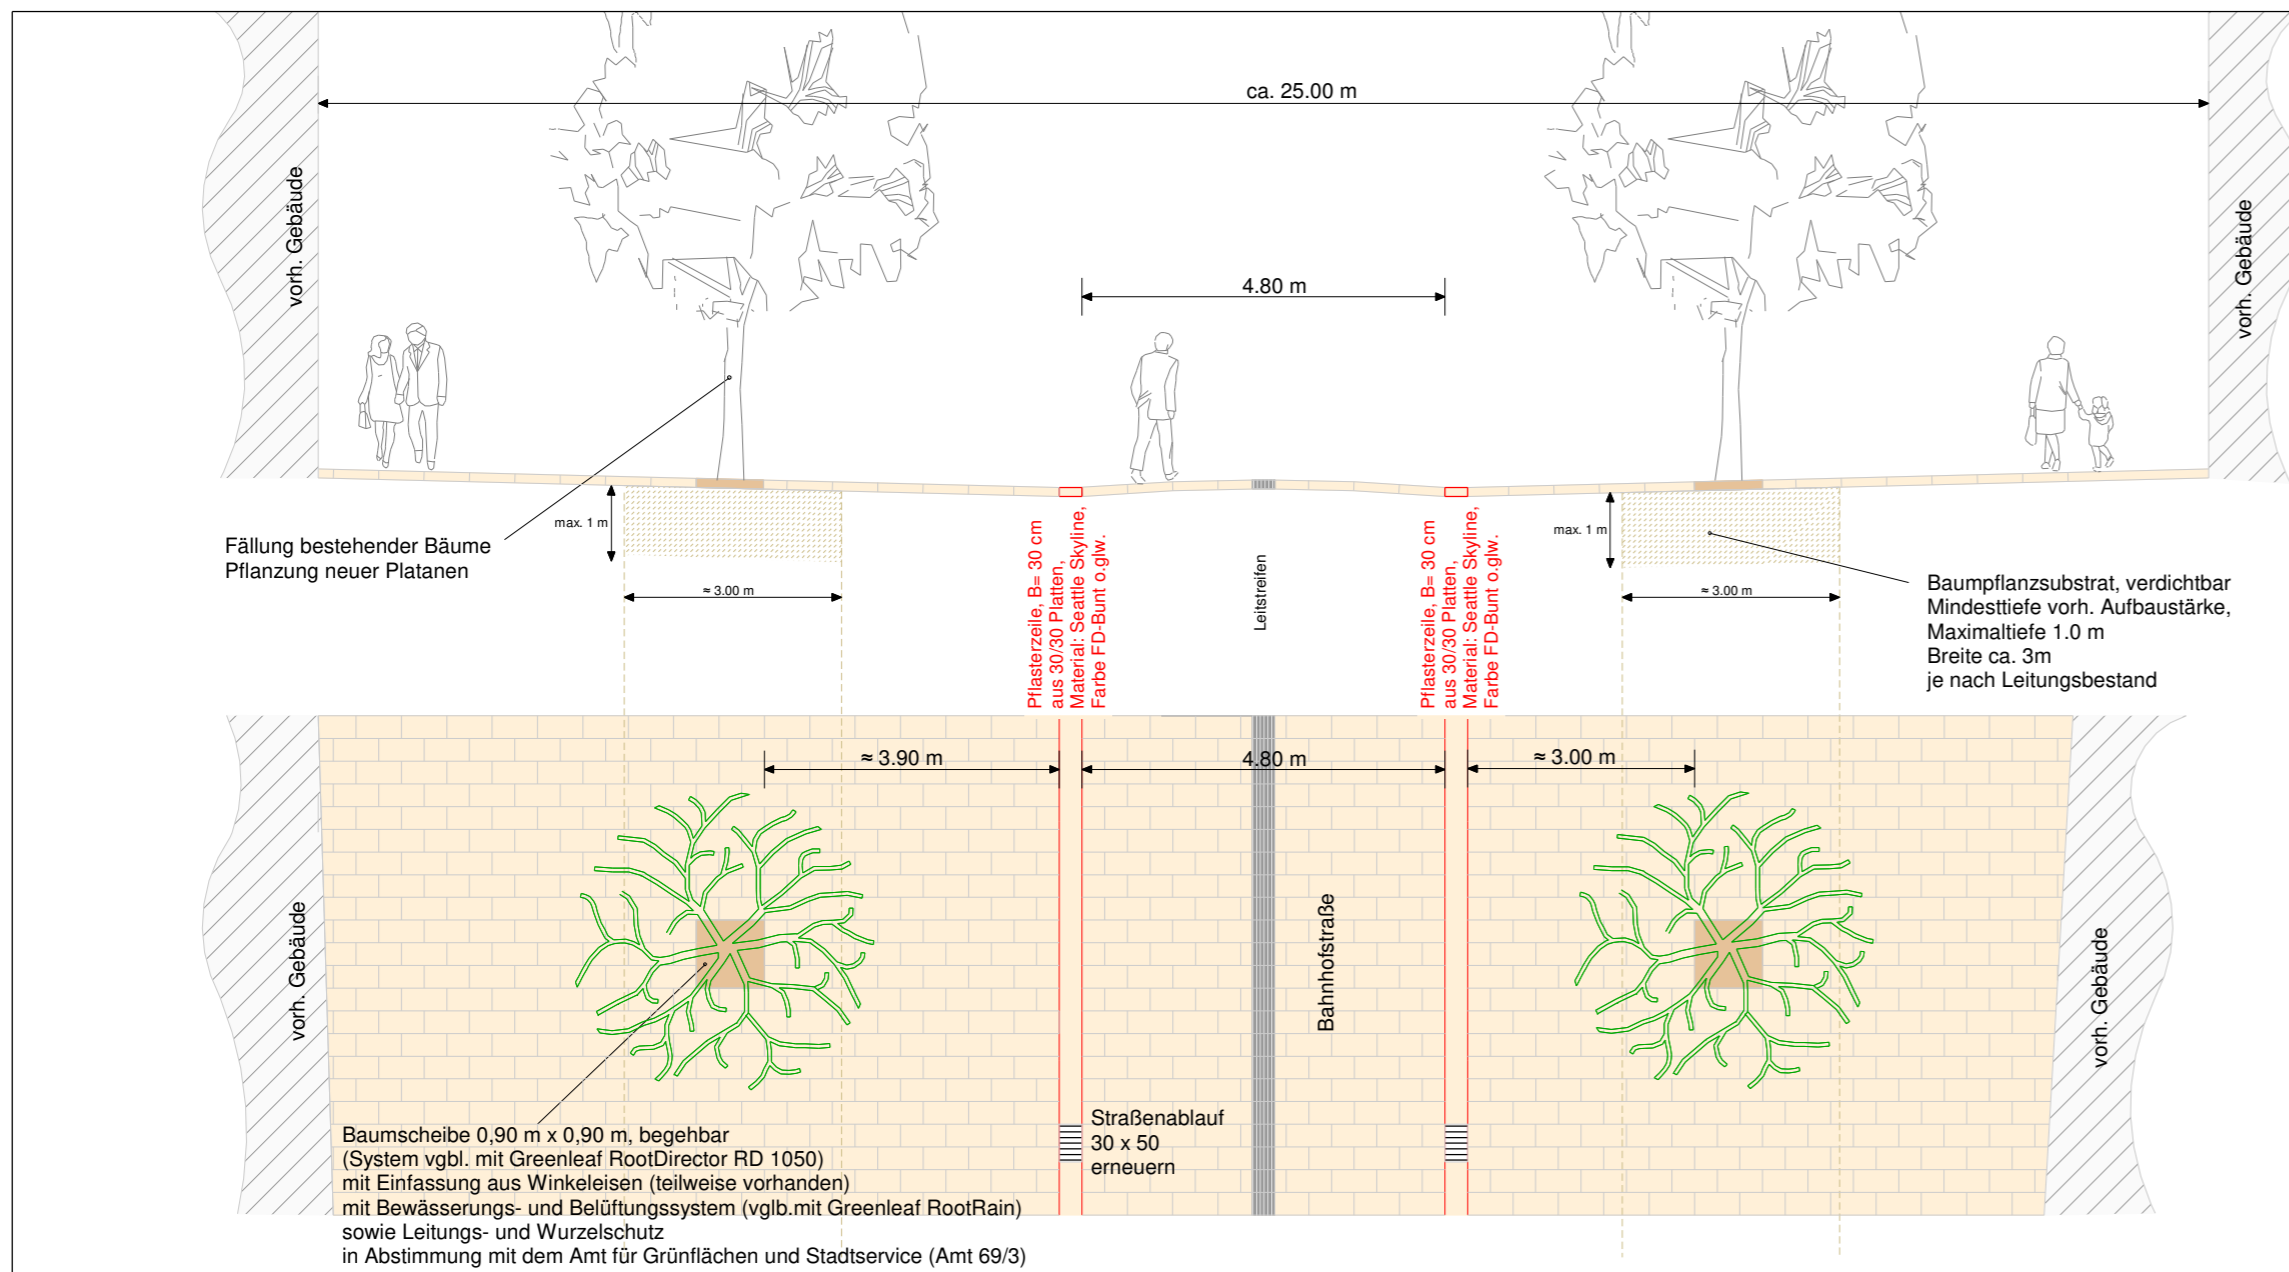 ca. 25.00 m
vorh. Gebäude
vorh. Gebäude
4.80 m
max. 1 m
max. 1 m
Fällung bestehender Bäume
Pflanzung neuer Platanen
≈ 3.00 m
≈ 3.00 m
Pflasterzeile, B= 30 cm
aus 30/30 Platten,
Material: Seattle Skyline,
Farbe FD-Bunt o.glw.
Leitstreifen
Pflasterzeile, B= 30 cm
aus 30/30 Platten,
Material: Seattle Skyline,
Farbe FD-Bunt o.glw.
Baumpflanzsubstrat, verdichtbar
Mindesttiefe vorh. Aufbaustärke,
Maximaltiefe 1.0 m
Breite ca. 3m
je nach Leitungsbestand
≈ 3.90 m
4.80 m
≈ 3.00 m
vorh. Gebäude
Bahnhofstraße
vorh. Gebäude
Straßenablauf
30 x 50
erneuern
Baumscheibe 0,90 m x 0,90 m, begehbar
(System vgbl. mit Greenleaf RootDirector RD 1050)
mit Einfassung aus Winkeleisen (teilweise vorhanden)
mit Bewässerungs- und Belüftungssystem (vglb.mit Greenleaf RootRain)
sowie Leitungs- und Wurzelschutz
in Abstimmung mit dem Amt für Grünflächen und Stadtservice (Amt 69/3)